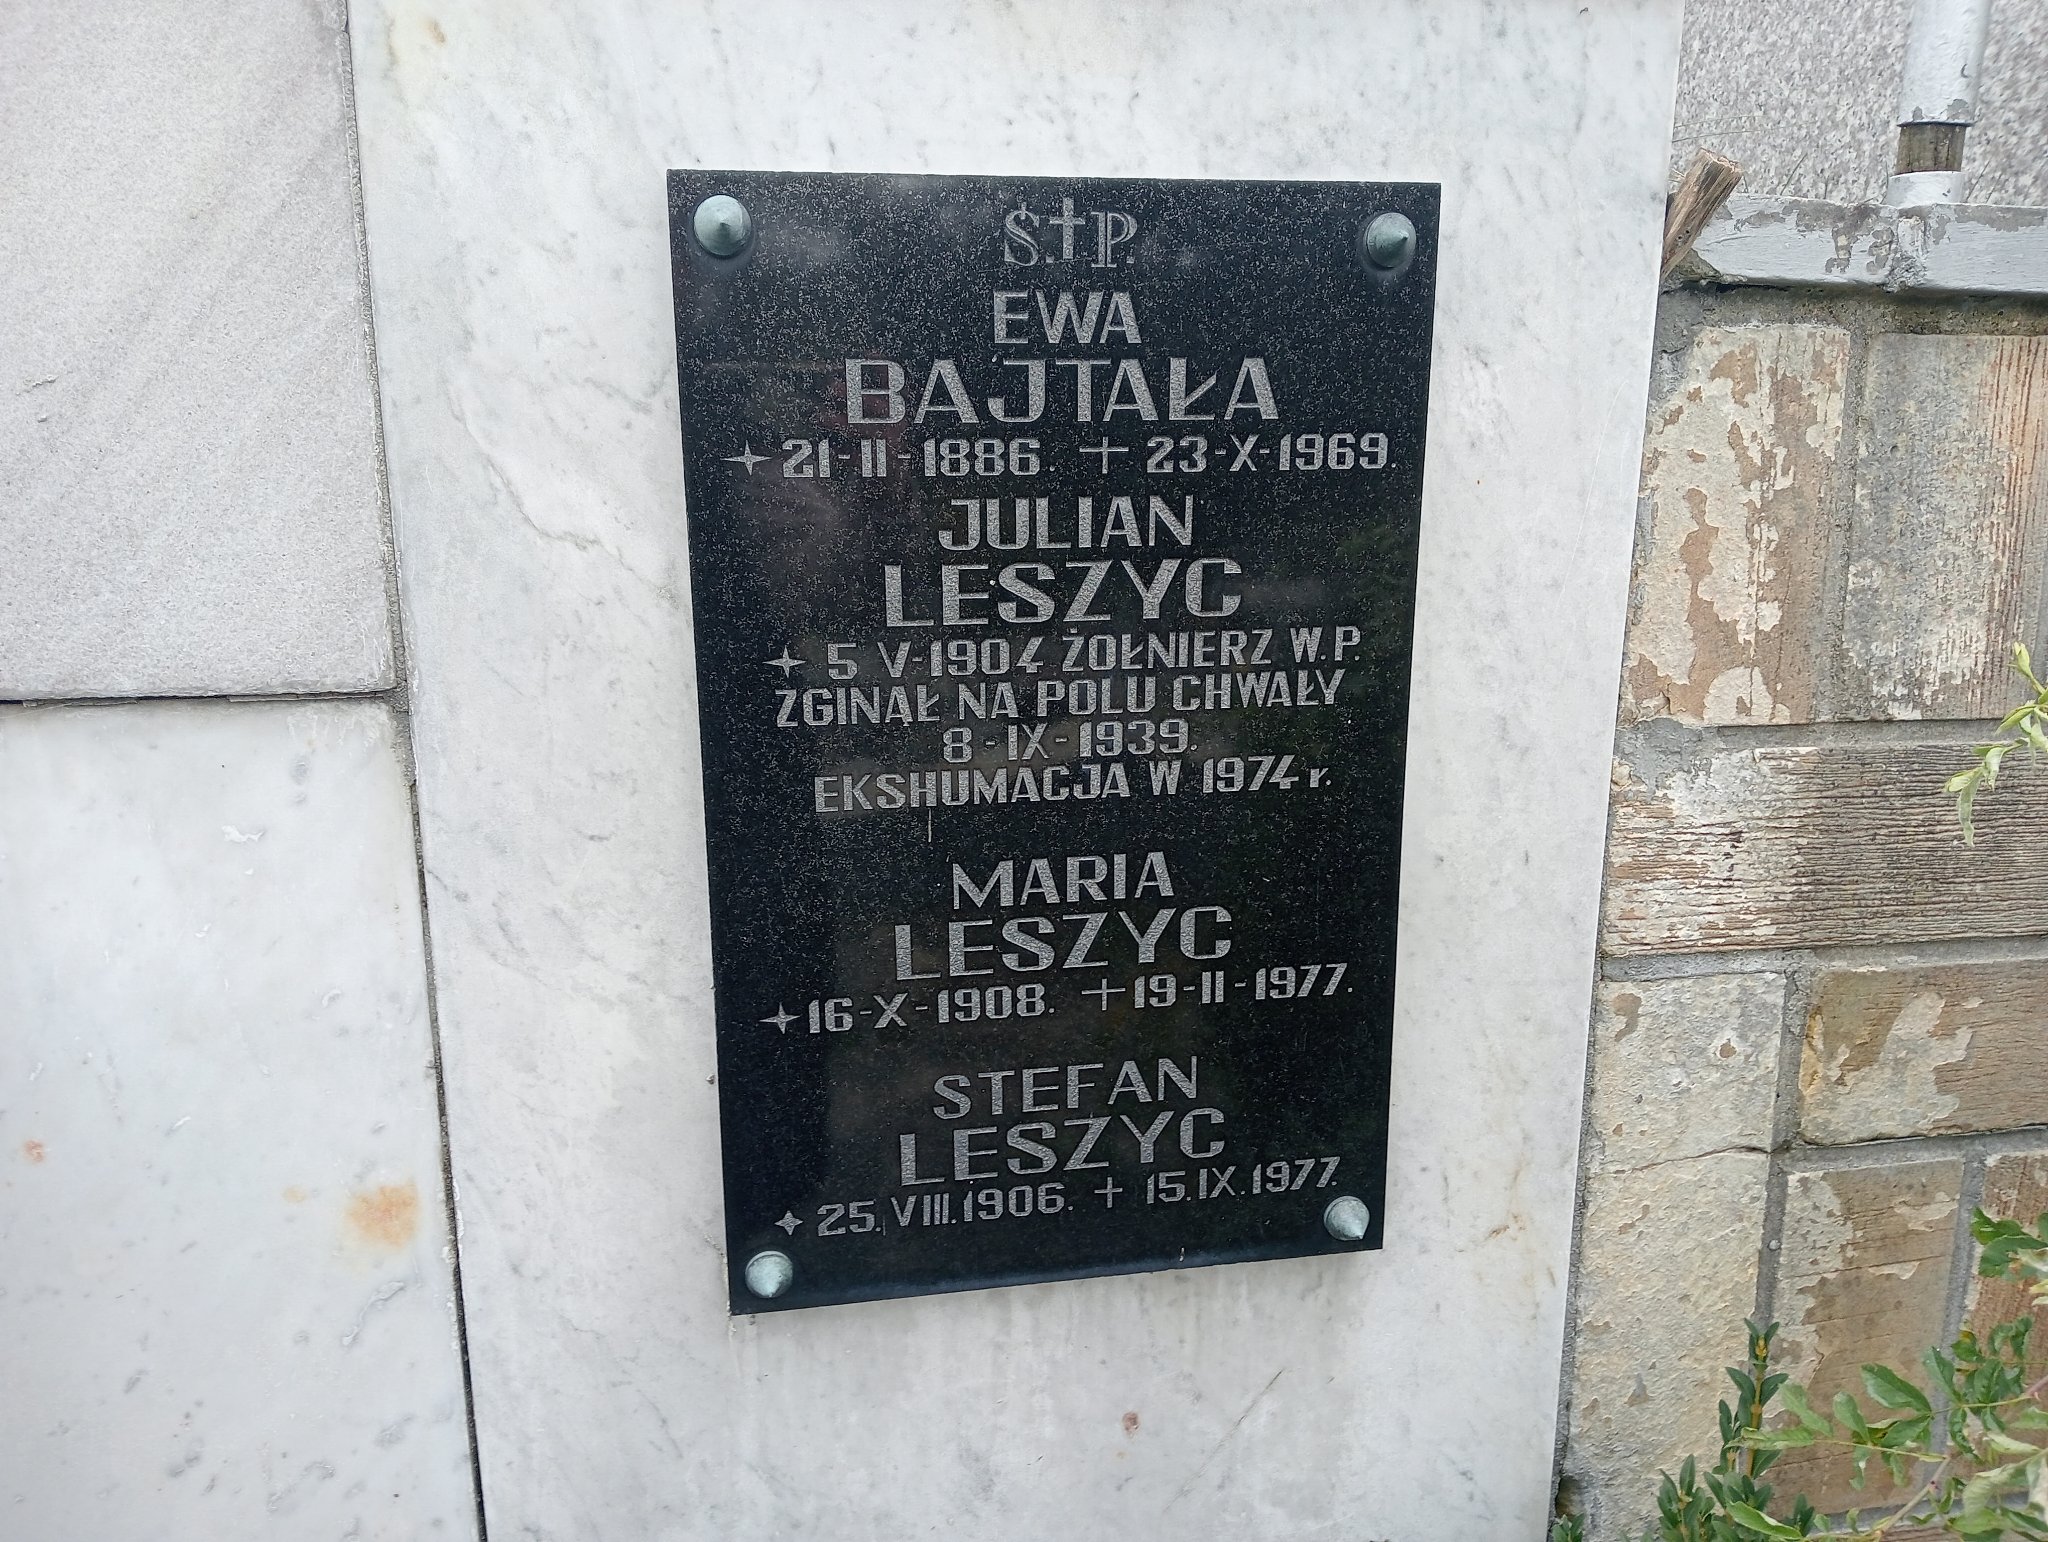 Ś.†P.
EWA
BAJTAŁA
✦ 21-II-1886. + 23-X-1969.
JULIAN
LESZYC
✦ 5 V-1904 ŻOŁNIERZ W.P.
ZGINĄŁ NA POLU CHWAŁY
8-IX-1939.
EKSHUMACJA W 1974 r.
MARIA
LESZYC
✦ 16-X-1908. + 19-II-1977.
STEFAN
LESZYC
✦ 25.VIII.1906. + 15.IX.1977.